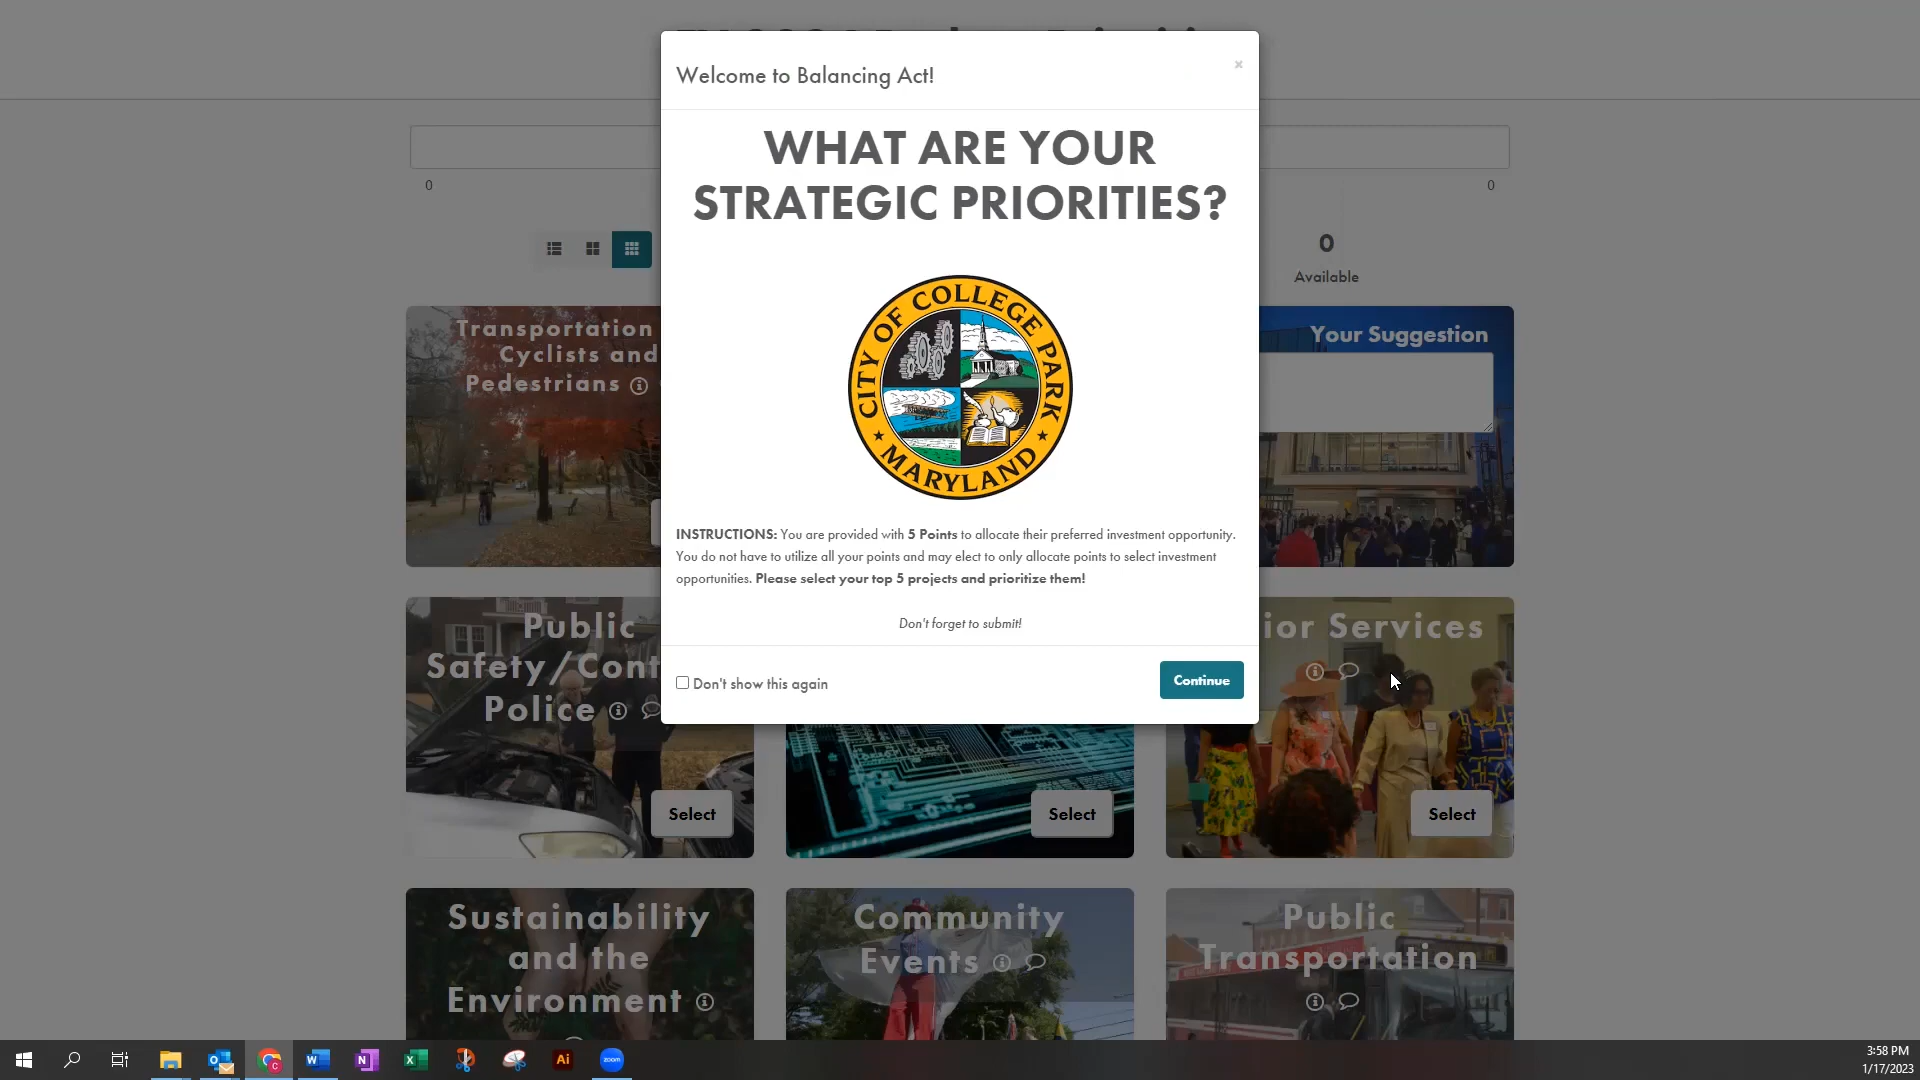 Welcome to Balancing Act!
×
WHAT ARE YOUR
STRATEGIC PRIORITIES?
CITY OF COLLEGE PARK
★ MARYLAND ★
INSTRUCTIONS: You are provided with 5 Points to allocate their preferred investment opportunity.
You do not have to utilize all your points and may elect to only allocate points to select investment
opportunities. Please select your top 5 projects and prioritize them!
Don't forget to submit!
Don't show this again
Continue
0
0
0
Available
Transportation
Cyclists and
Pedestrians
Your Suggestion
Public
Safety/Cont
Police
Select
Select
ior Services
Select
Sustainability
and the
Environment
Community
Events
Public
Transportation
3:58 PM
1/17/2023
Ai
zoom